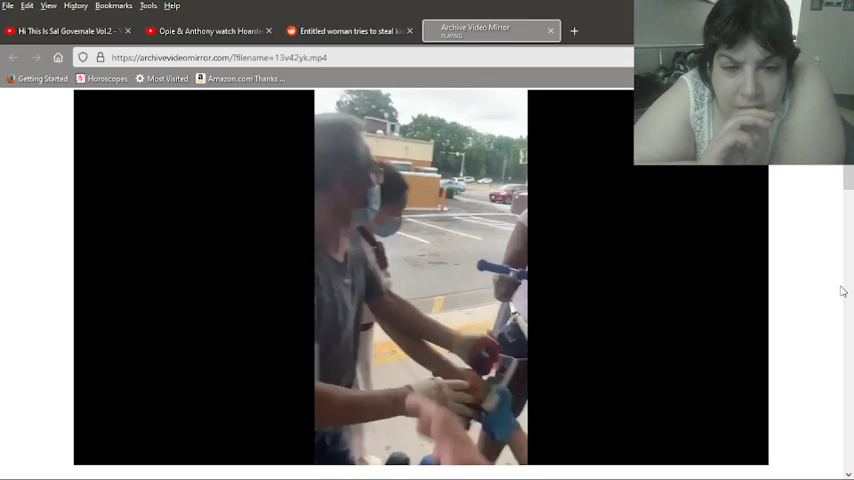 File Edit View History Bookmarks Tools Help
Hi This Is Sal Governale Vol.2 -
Opie & Anthony watch Hoarde
Entitled woman tries to steal
Archive Video Mirror
PLAYING
https://archivevideomirror.com/?filename=13v42yk.mp4
Getting Started Horoscopes Most Visited Amazon.com Thanks ...